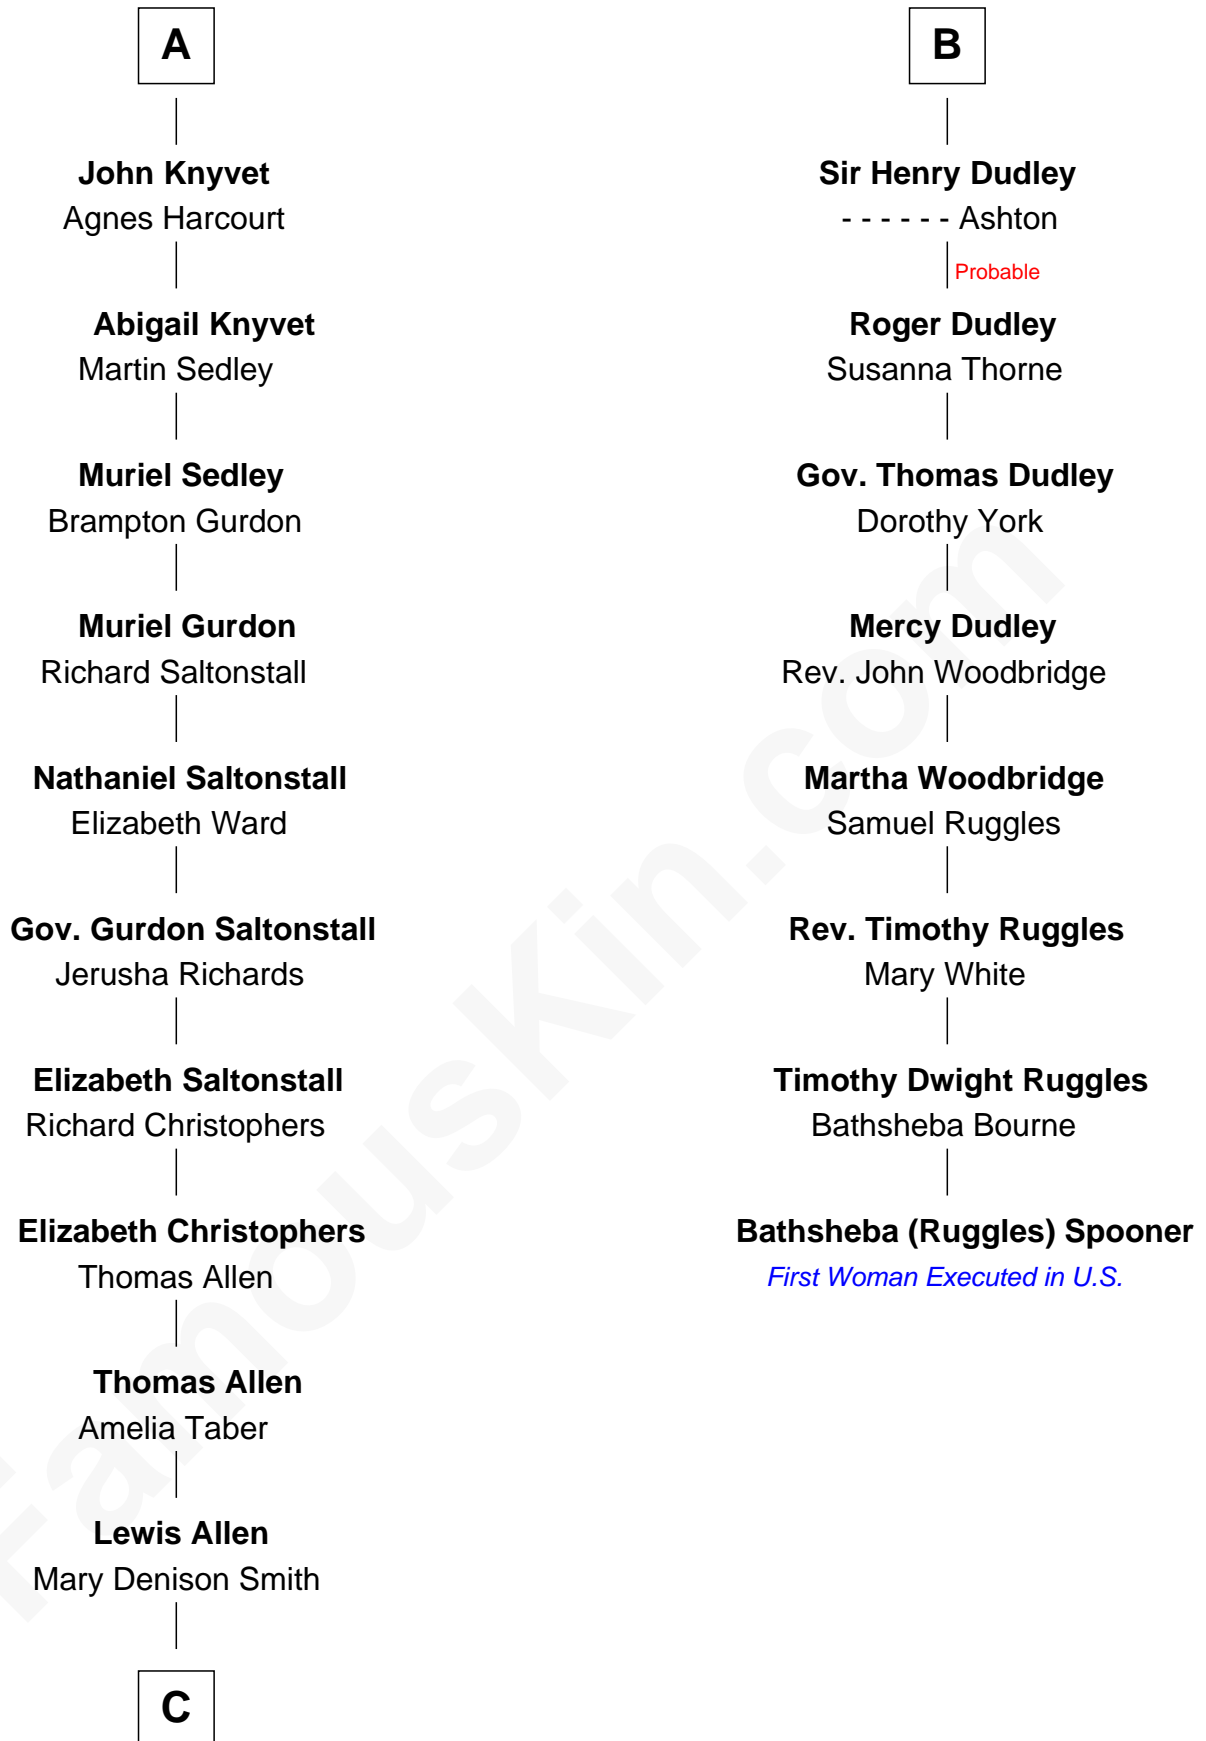 A
John Knyvet
Agnes Harcourt
Abigail Knyvet
Martin Sedley
Muriel Sedley
Brampton Gurdon
Muriel Gurdon
Richard Saltonstall
Nathaniel Saltonstall
Elizabeth Ward
Gov. Gurdon Saltonstall
Jerusha Richards
Elizabeth Saltonstall
Richard Christophers
Elizabeth Christophers
Thomas Allen
Thomas Allen
Amelia Taber
Lewis Allen
Mary Denison Smith
C
B
Sir Henry Dudley
- - - - - - Ashton
Probable
Roger Dudley
Susanna Thorne
Gov. Thomas Dudley
Dorothy York
Mercy Dudley
Rev. John Woodbridge
Martha Woodbridge
Samuel Ruggles
Rev. Timothy Ruggles
Mary White
Timothy Dwight Ruggles
Bathsheba Bourne
Bathsheba (Ruggles) Spooner
First Woman Executed in U.S.
FamousKin.com